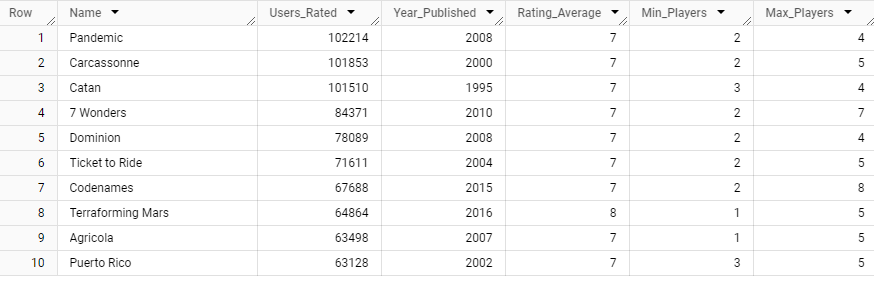 Row Name Users_Rated Year_Published Rating_Average Min_Players Max_Players
1 Pandemic 102214 2008 7 2 4
2 Carcassonne 101853 2000 7 2 5
3 Catan 101510 1995 7 3 4
4 7 Wonders 84371 2010 7 2 7
5 Dominion 78089 2008 7 2 4
6 Ticket to Ride 71611 2004 7 2 5
7 Codenames 67688 2015 7 2 8
8 Terraforming Mars 64864 2016 8 1 5
9 Agricola 63498 2007 7 1 5
10 Puerto Rico 63128 2002 7 3 5